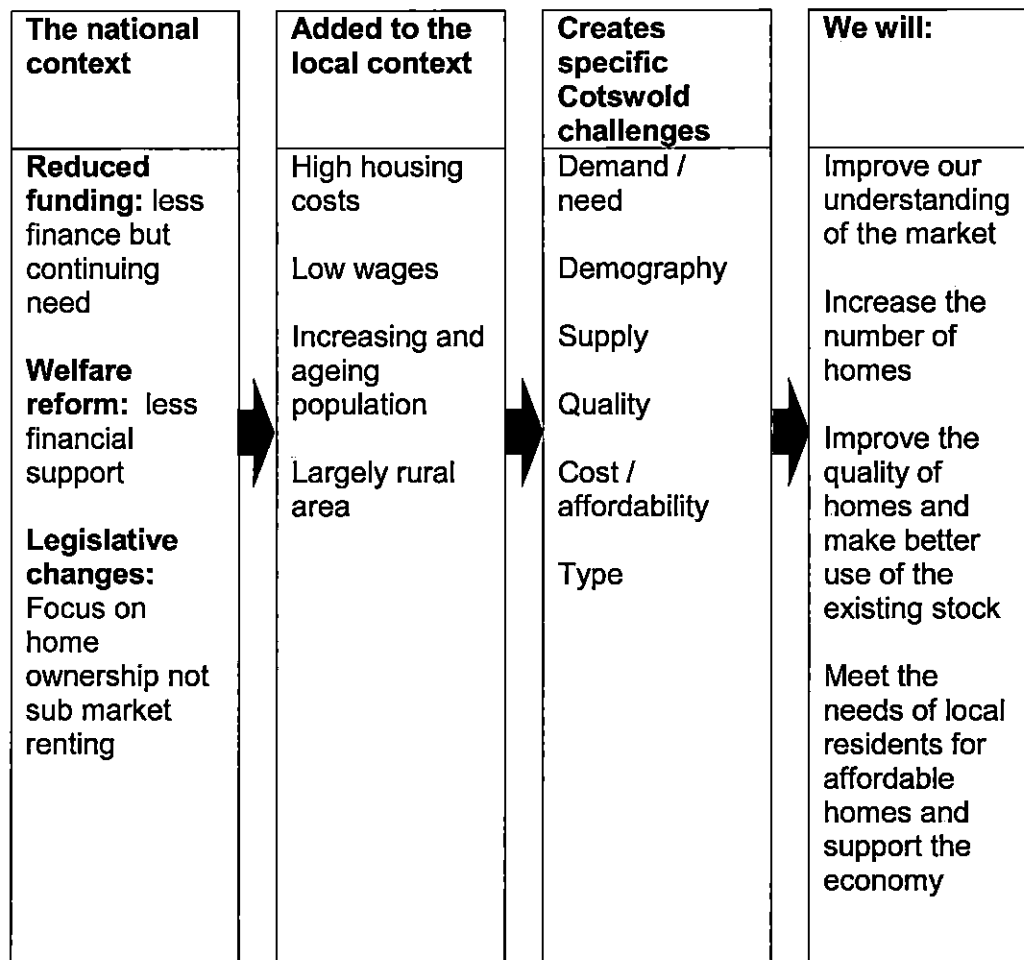 The national
context
Reduced
funding: less
finance but
continuing
need
Welfare
reform: less
financial
support
Legislative
changes:
Focus on
home
ownership not
sub market
renting
Added to the
local context
High housing
costs
Low wages
Increasing and
ageing
population
Largely rural
area
Creates
specific
Cotswold
challenges
Demand /
need
Demography
Supply
Quality
Cost /
affordability
Type
We will:
Improve our
understanding
of the market
Increase the
number of
homes
Improve the
quality of
homes and
make better
use of the
existing stock
Meet the
needs of local
residents for
affordable
homes and
support the
economy